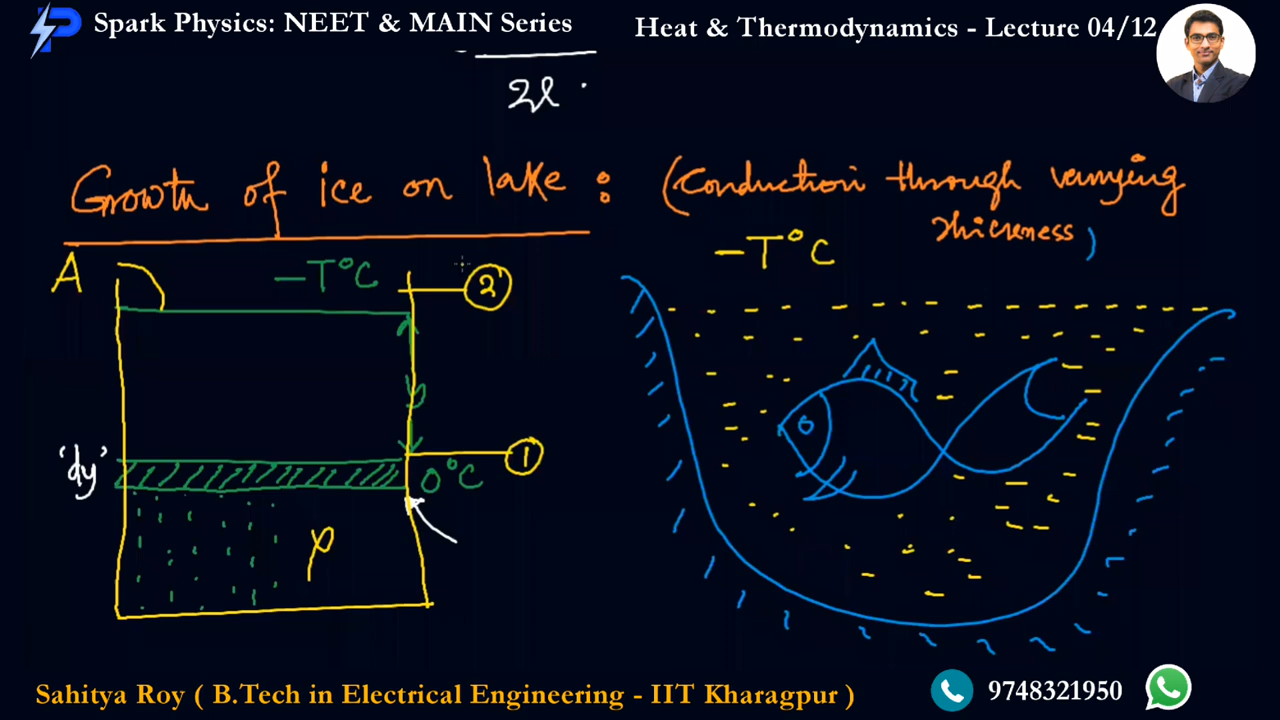 Spark Physics: NEET & MAIN Series
Heat & Thermodynamics - Lecture 04/12
2l
Growth of ice on lake : (Conduction through varying
thickness)
-T°C
A
-T°C
2
y
1
'dy'
0°C
ρ
Sahitya Roy ( B.Tech in Electrical Engineering - IIT Kharagpur )
9748321950